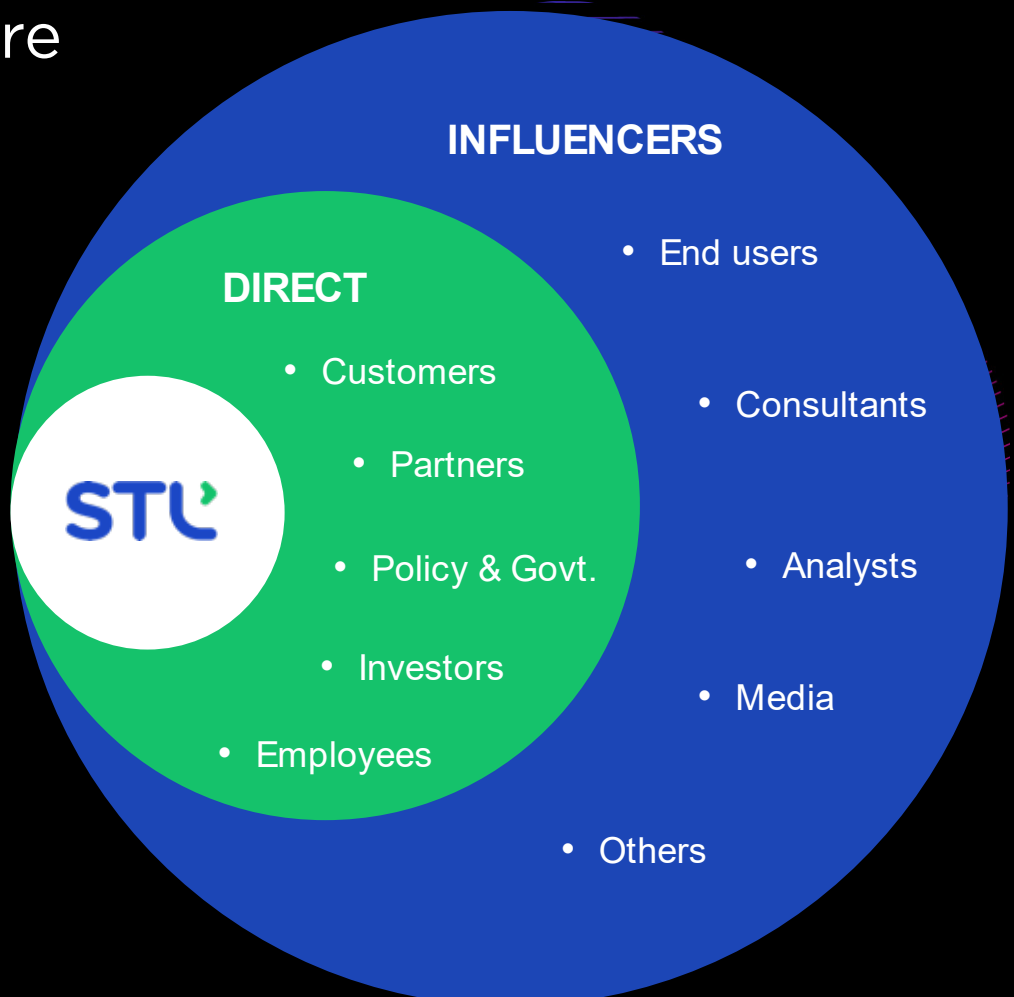 re
INFLUENCERS
• End users
• Consultants
• Analysts
• Media
• Others
DIRECT
• Customers
• Partners
• Policy & Govt.
• Investors
• Employees
STL